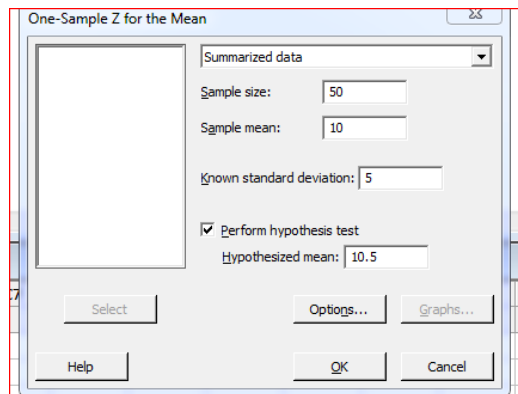 One-Sample Z for the Mean
Summarized data
Sample size: 50
Sample mean: 10
Known standard deviation: 5
Perform hypothesis test
Hypothesized mean: 10.5
Select Options... Graphs...
Help OK Cancel